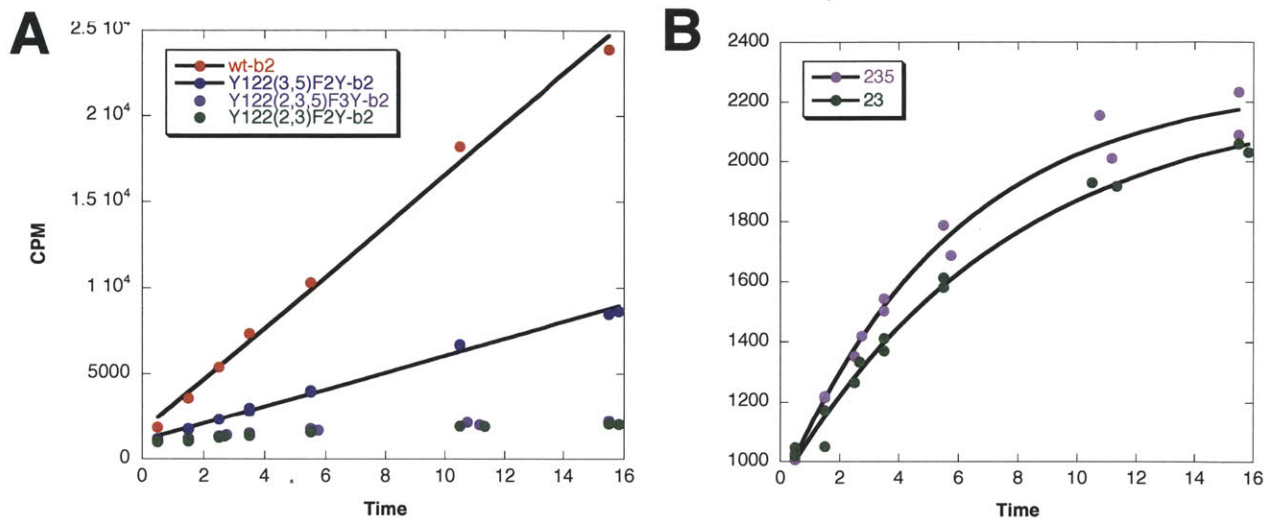 A
2.5 10⁴
2 10⁴
1.5 10⁴
1 10⁴
5000
0
CPM
wt-b2
Y122(3,5)F2Y-b2
Y122(2,3,5)F3Y-b2
Y122(2,3)F2Y-b2
0 2 4 6 8 10 12 14 16
Time
B
2400
2200
2000
1800
1600
1400
1200
1000
235
23
0 2 4 6 8 10 12 14 16
Time